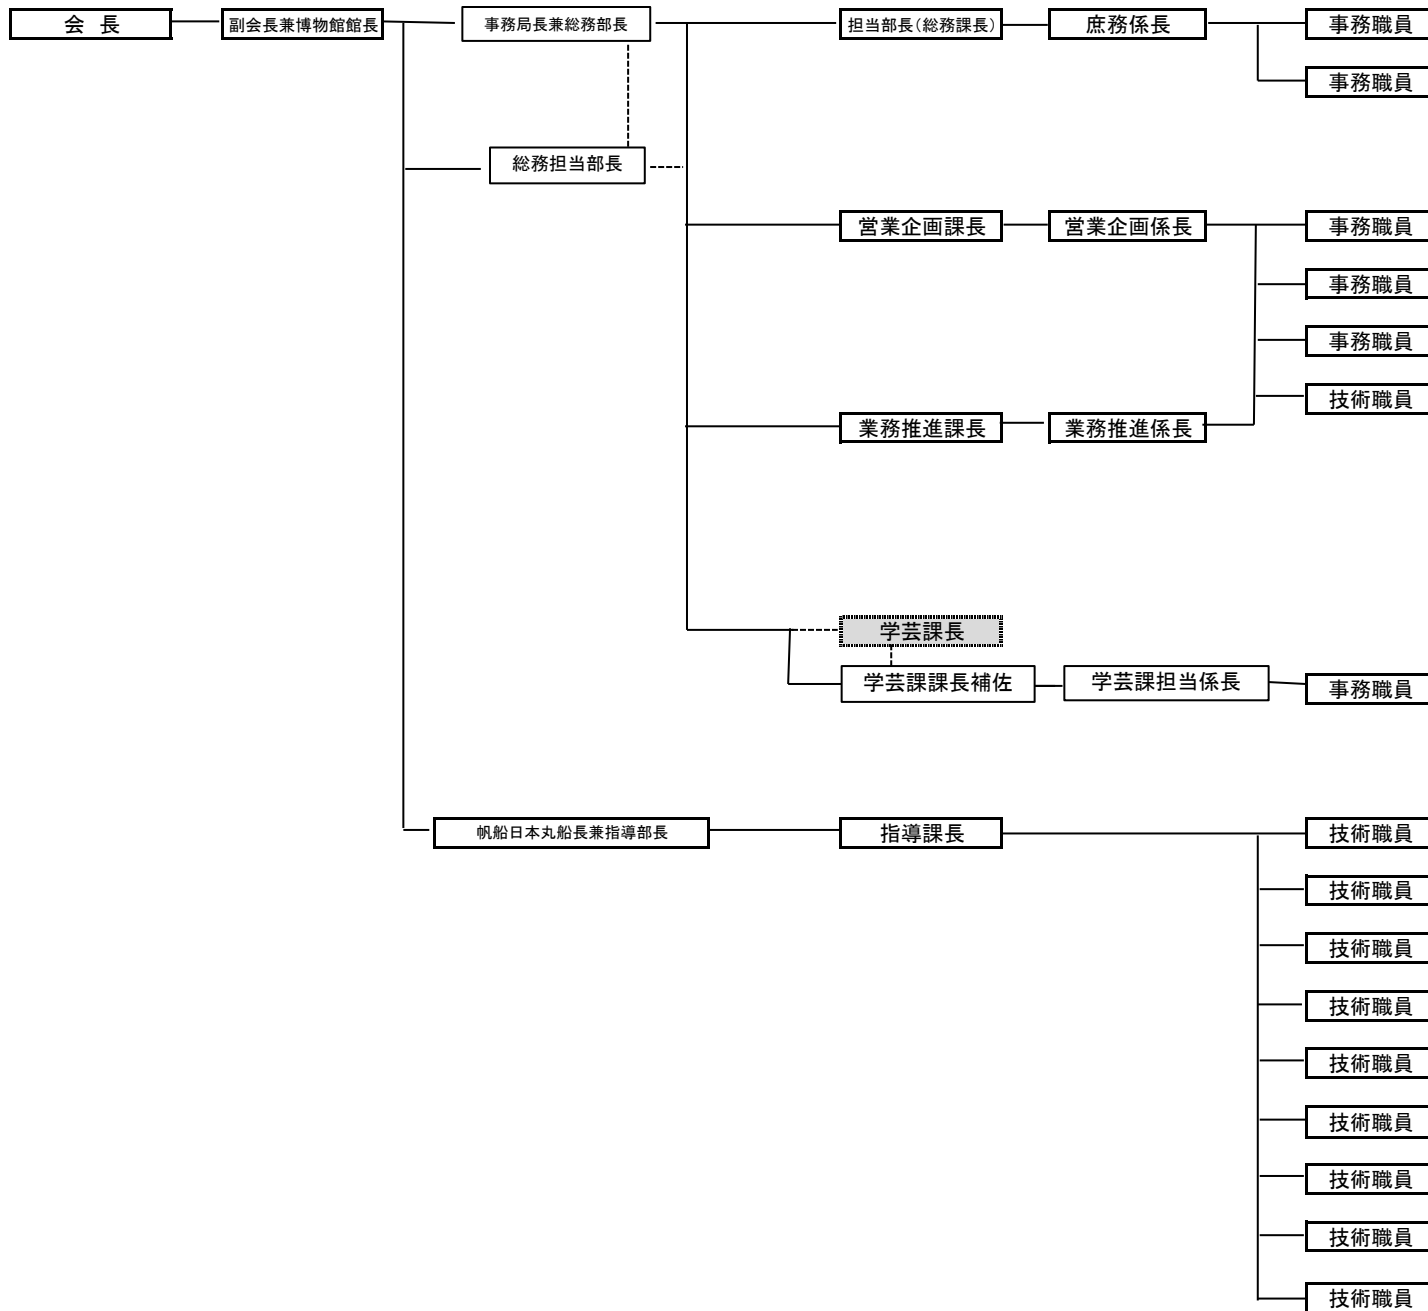 会 長
副会長兼博物館館長
事務局長兼総務部長
担当部長（総務課長）
庶務係長
事務職員
事務職員
総務担当部長
営業企画課長
営業企画係長
事務職員
事務職員
事務職員
技術職員
業務推進課長
業務推進係長
学芸課長
学芸課課長補佐
学芸課担当係長
事務職員
帆船日本丸船長兼指導部長
指導課長
技術職員
技術職員
技術職員
技術職員
技術職員
技術職員
技術職員
技術職員
技術職員